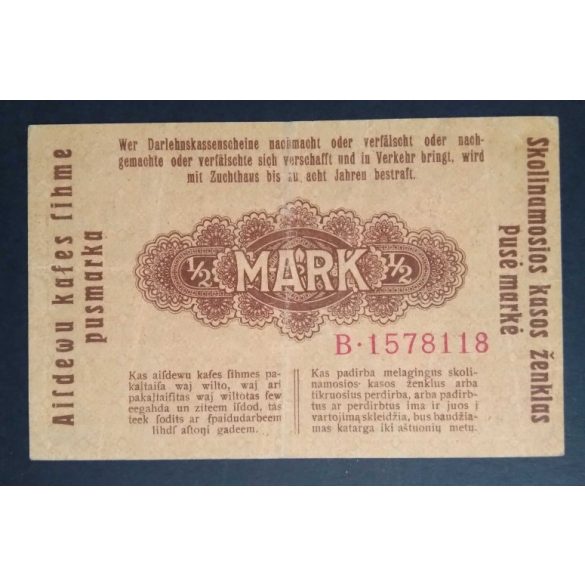 Wer Darlehnskassenscheine nachmacht oder verfälscht oder nach-
gemachte oder verfälschte sich verschafft und in Verkehr bringt, wird
mit Zuchthaus bis zu acht Jahren bestraft.
Aiſdewu kaſes ſihme
pusmarka
½ MARK ½
Skolinamosios kasos ženklas
pusė markė
B·1578118
Kas aiſdewu kaſes ſihmes pa-
kaltaiſa waj wilto, waj ari
pakaļtaiſitas waj wiltotas ſew
eegahda un ziteem iſdod, tās
teek ſodits ar ſpaidudarbeem
lihdſ aſtoņi gadeem.
Kas padirba melagingus skoli-
namosios·kasos ženklus arba
tikruosius perdirba, arba padirb-
tus ar perdirbtus ima ir juos į
vartojimą skleidžia, bus baudžia-
mas katarga iki aštuonių metu.